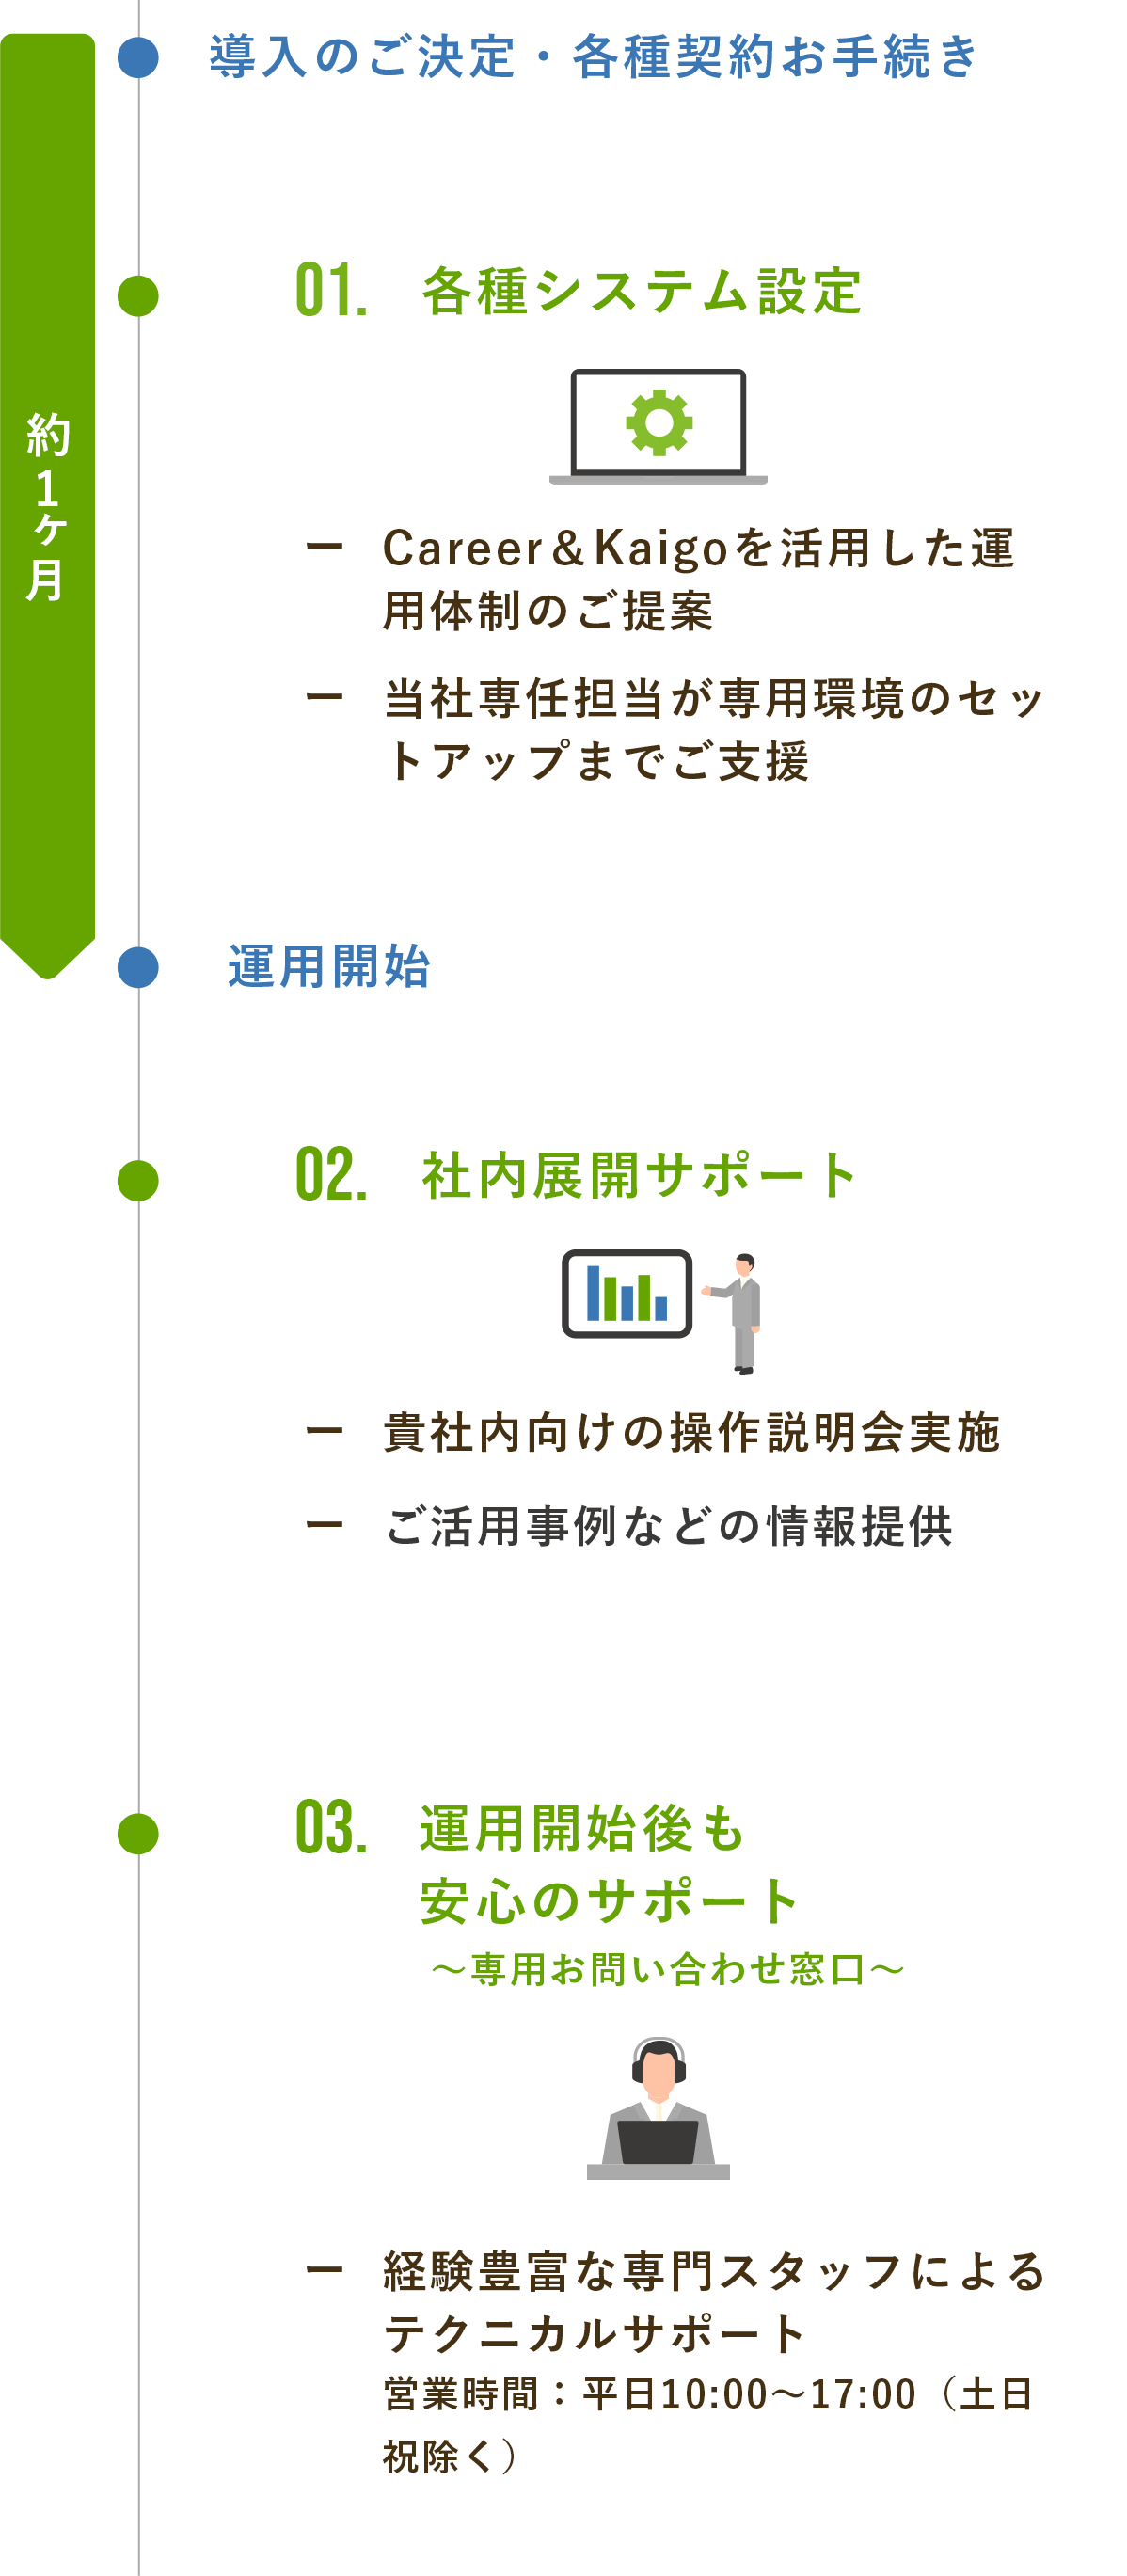 導入のご決定・各種契約お手続き
約1ヶ月
01. 各種システム設定
ー Career＆Kaigoを活用した運
用体制のご提案
ー 当社専任担当が専用環境のセッ
トアップまでご支援
運用開始
02. 社内展開サポート
ー 貴社内向けの操作説明会実施
ー ご活用事例などの情報提供
03. 運用開始後も
安心のサポート
〜専用お問い合わせ窓口〜
ー 経験豊富な専門スタッフによる
テクニカルサポート
営業時間：平日10:00〜17:00（土日
祝除く）